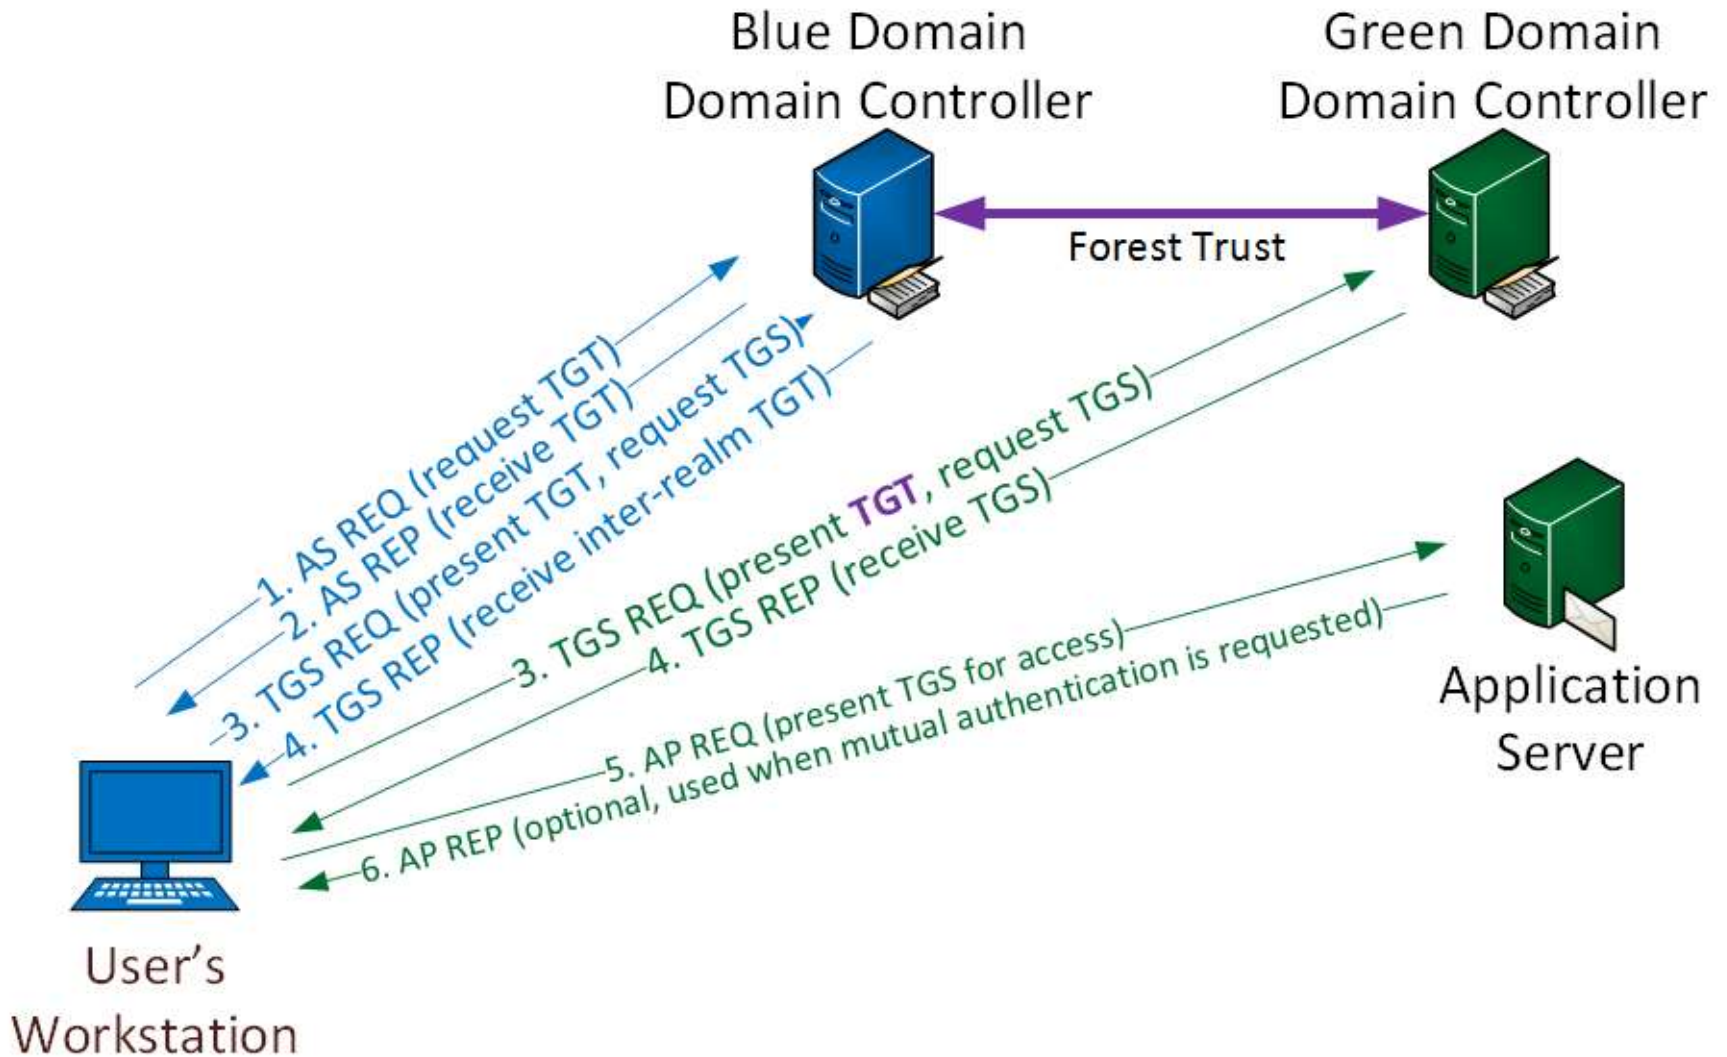 Blue Domain
Domain Controller
Green Domain
Domain Controller
Forest Trust
1. AS REQ (request TGT)
2. AS REP (receive TGT)
3. TGS REQ (present TGT, request TGS)
4. TGS REP (receive inter-realm TGT)
3. TGS REQ (present TGT, request TGS)
4. TGS REP (receive TGS)
5. AP REQ (present TGS for access)
6. AP REP (optional, used when mutual authentication is requested)
Application
Server
User’s
Workstation